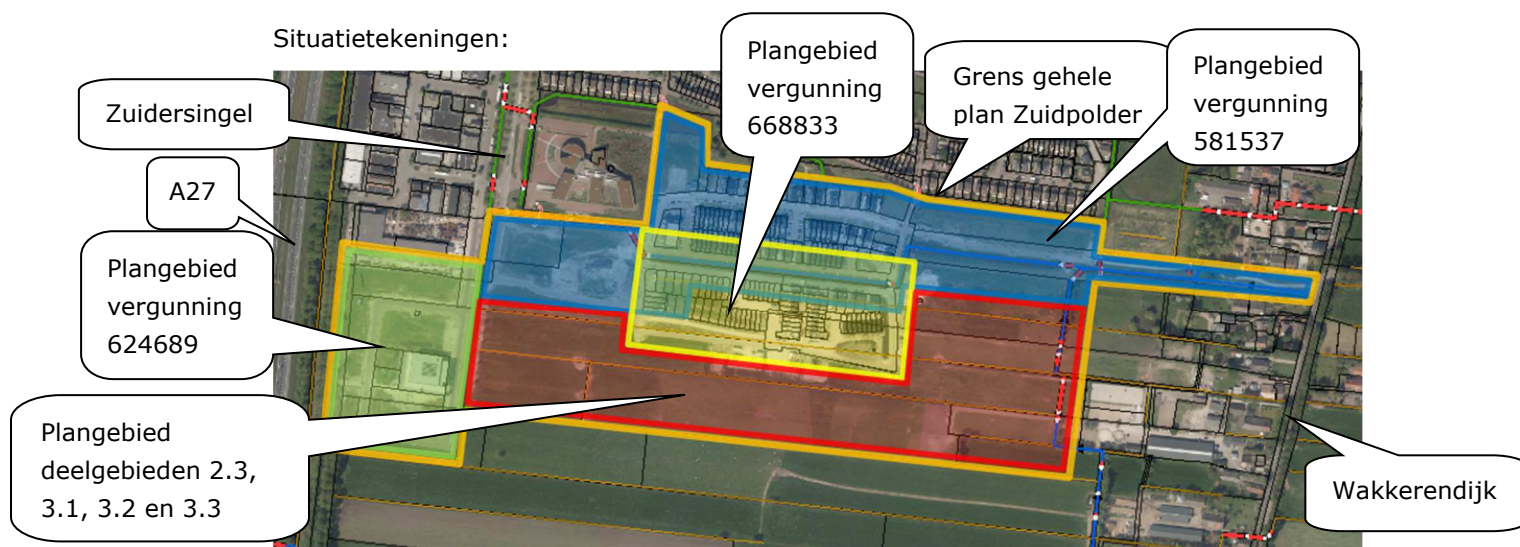 Situatietekeningen:
Zuidersingel
A27
Plangebied
vergunning
624689
Plangebied
deelgebieden 2.3,
3.1, 3.2 en 3.3
Plangebied
vergunning
668833
Grens gehele
plan Zuidpolder
Plangebied
vergunning
581537
Wakkerendijk